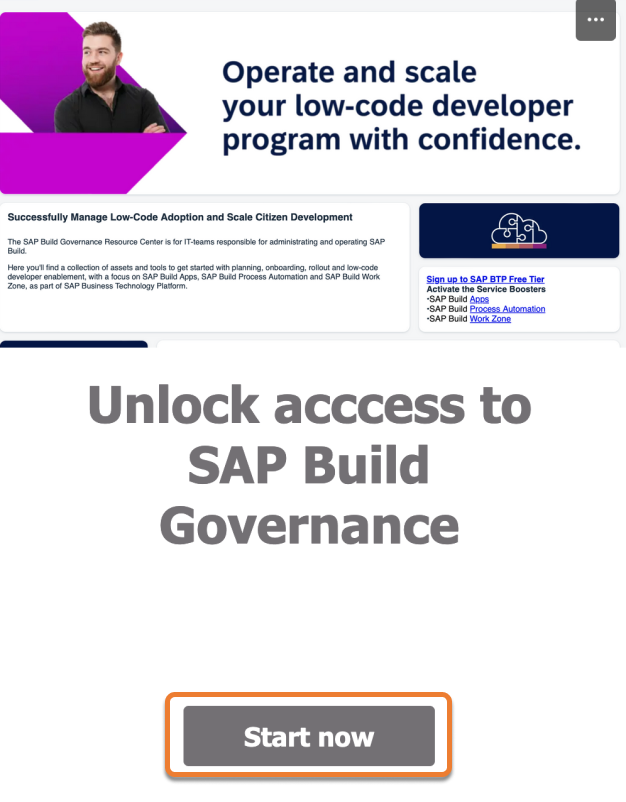 Operate and scale
your low-code developer
program with confidence.
Successfully Manage Low-Code Adoption and Scale Citizen Development
The SAP Build Governance Resource Center is for IT-teams responsible for administrating and operating SAP
Build.
Here you'll find a collection of assets and tools to get started with planning, onboarding, rollout and low-code
developer enablement, with a focus on SAP Build Apps, SAP Build Process Automation and SAP Build Work
Zone, as part of SAP Business Technology Platform.
Sign up to SAP BTP Free Tier
Activate the Service Boosters
•SAP Build Apps
•SAP Build Process Automation
•SAP Build Work Zone
Unlock acccess to
SAP Build
Governance
Start now